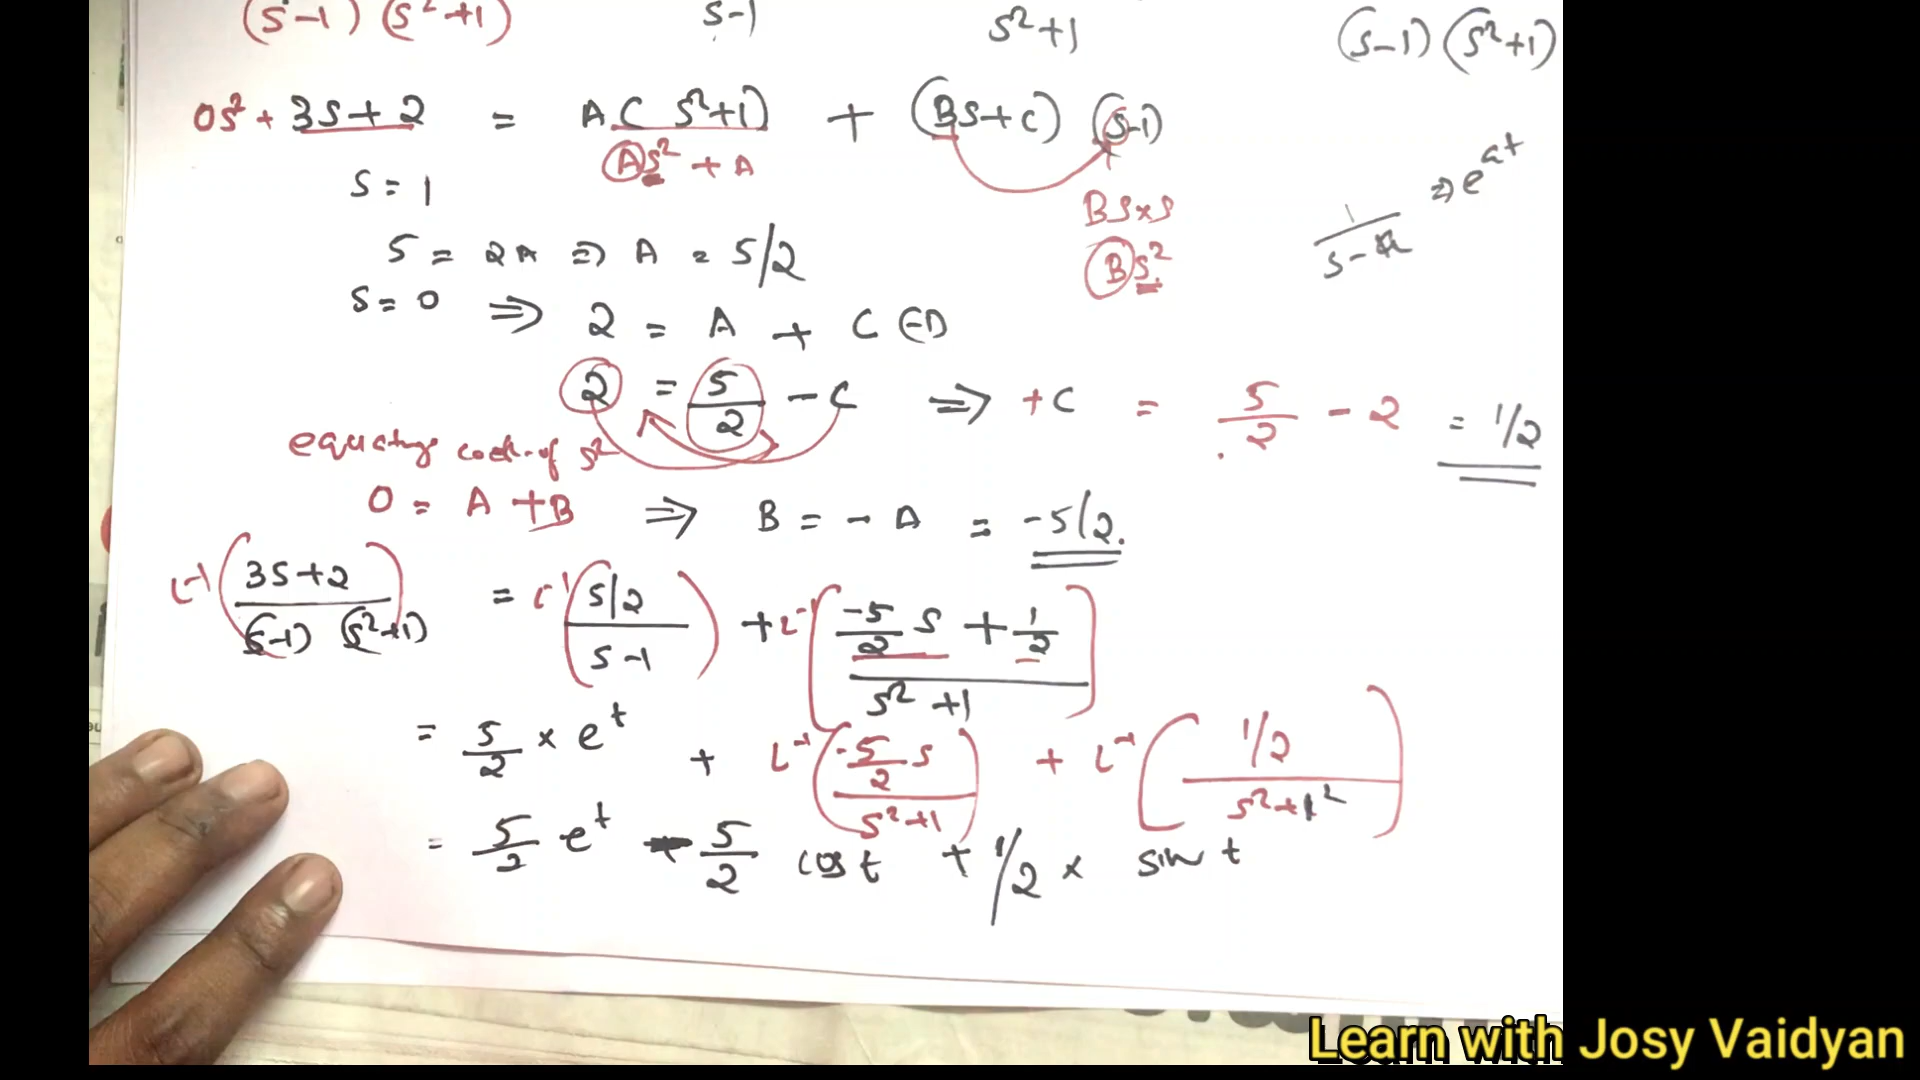 (s-1) (s²+1) s-1 s²+1 (s-1) (s²+1)
0s² + 3s+2 = A( s²+1) + (Bs+C) (s-1)
As² + A
s = 1
Bs×s
Bs²
1/(s-a) ⇒ e^at
5 = 2A ⇒ A = 5/2
s = 0 ⇒ 2 = A + C (-1)
2 = 5/2 - C ⇒ +C = 5/2 - 2 = 1/2
equating coeff. of s²
0 = A + B ⇒ B = - A = -5/2.
L⁻¹ ( 3s+2 / (s-1) (s²+1) ) = L⁻¹ ( 5/2 / s-1 ) + L⁻¹ [ -5/2 s + 1/2 / s²+1 ]
= 5/2 × e^t + L⁻¹ ( -5/2 s / s²+1 ) + L⁻¹ [ 1/2 / s²+1² ]
= 5/2 e^t - 5/2 cos t + 1/2 × sin t
Learn with Josy Vaidyan